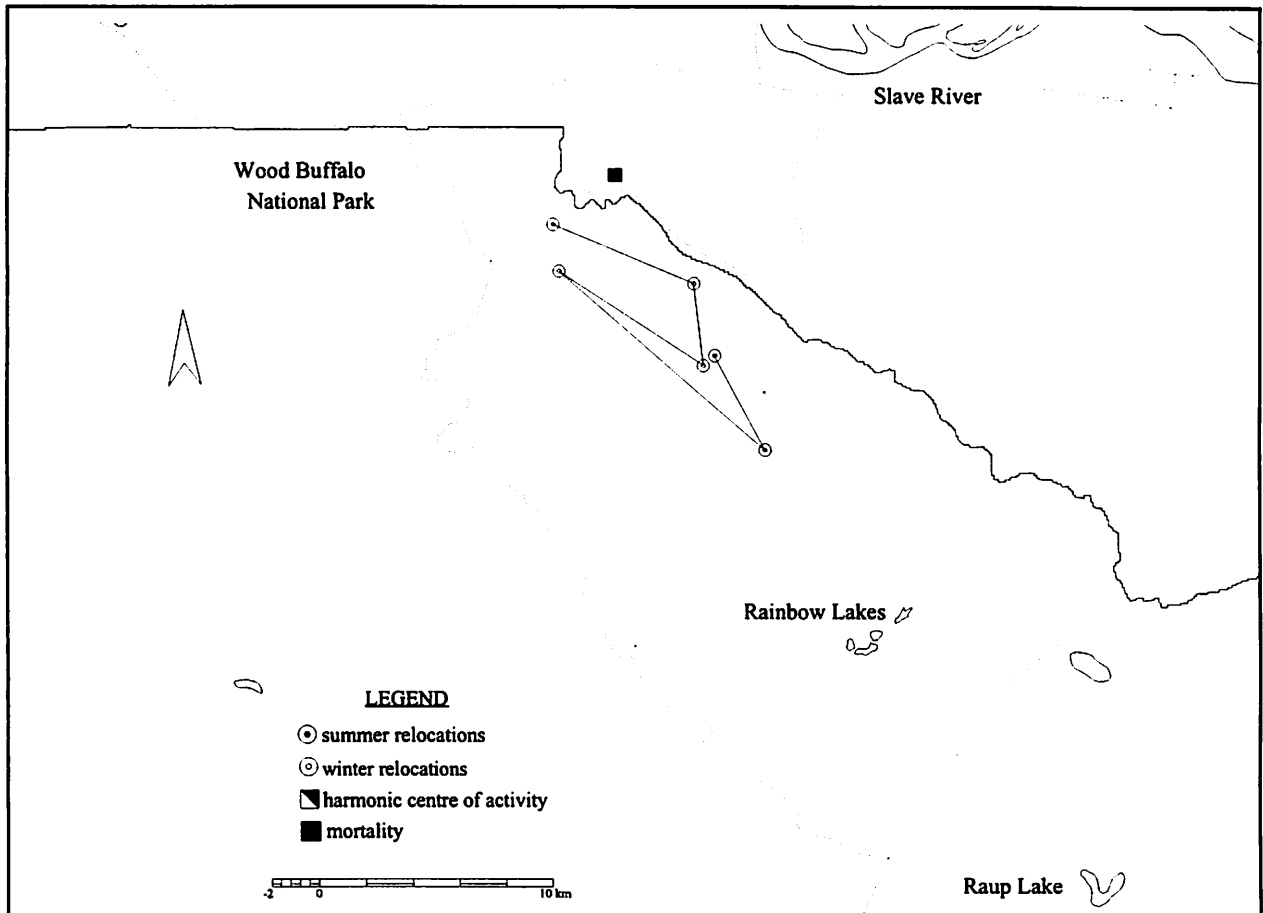 Slave River
Wood Buffalo
National Park
Rainbow Lakes
LEGEND
summer relocations
winter relocations
harmonic centre of activity
mortality
-2 0 10 km
Raup Lake